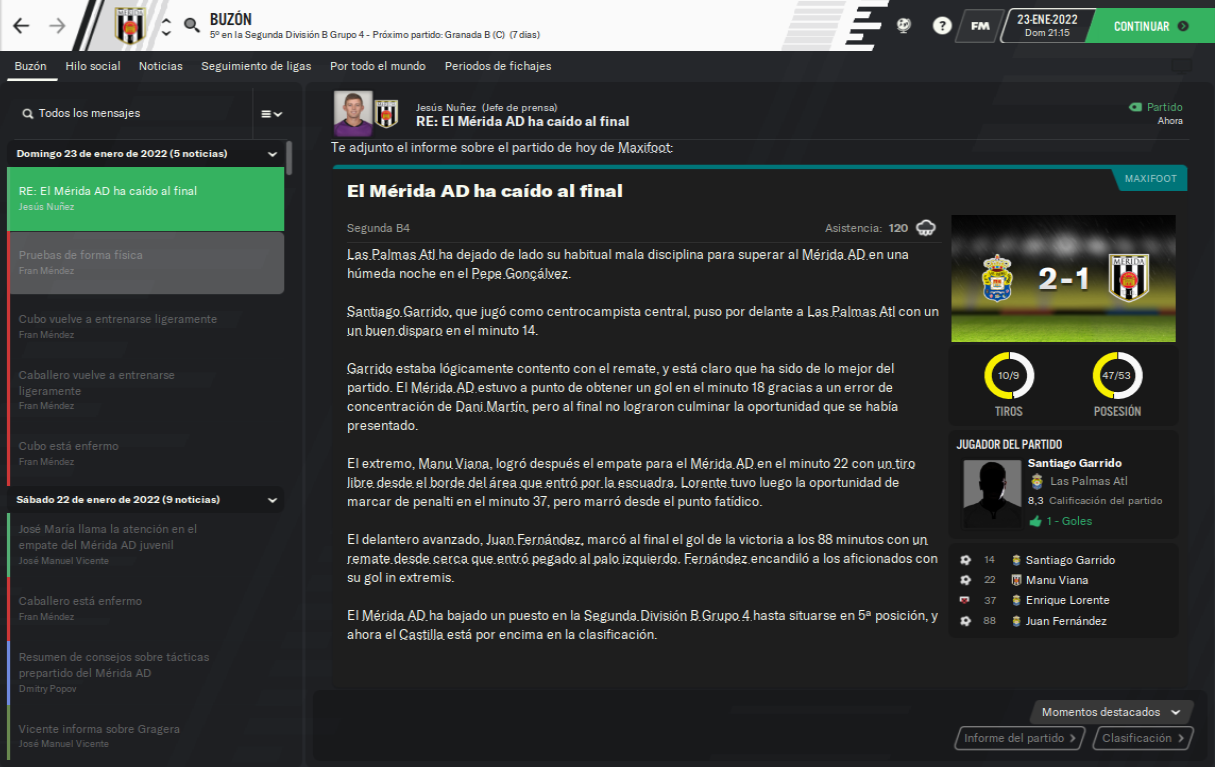 BUZÓN
5º en la Segunda División B Grupo 4 - Próximo partido: Granada B (C) (7 días)
?
FM
23-ENE-2022
Dom 21:15
CONTINUAR
Buzón
Hilo social
Noticias
Seguimiento de ligas
Por todo el mundo
Periodos de fichajes
Todos los mensajes
Domingo 23 de enero de 2022 (5 noticias)
RE: El Mérida AD ha caído al final
Jesús Nuñez
Pruebas de forma física
Fran Méndez
Cubo vuelve a entrenarse ligeramente
Fran Méndez
Caballero vuelve a entrenarse
ligeramente
Fran Méndez
Cubo está enfermo
Fran Méndez
Sábado 22 de enero de 2022 (9 noticias)
José María llama la atención en el
empate del Mérida AD juvenil
José Manuel Vicente
Caballero está enfermo
Fran Méndez
Resumen de consejos sobre tácticas
prepartido del Mérida AD
Dmitry Popov
Vicente informa sobre Gragera
José Manuel Vicente
Jesús Nuñez (Jefe de prensa)
RE: El Mérida AD ha caído al final
Partido
Ahora
Te adjunto el informe sobre el partido de hoy de Maxifoot:
MAXIFOOT
El Mérida AD ha caído al final
Segunda B4
Asistencia: 120
Las Palmas Atl ha dejado de lado su habitual mala disciplina para superar al Mérida AD en una
húmeda noche en el Pepe Gonçálvez.
Santiago Garrido, que jugó como centrocampista central, puso por delante a Las Palmas Atl con un
un buen disparo en el minuto 14.
Garrido estaba lógicamente contento con el remate, y está claro que ha sido de lo mejor del
partido. El Mérida AD estuvo a punto de obtener un gol en el minuto 18 gracias a un error de
concentración de Dani Martín, pero al final no lograron culminar la oportunidad que se había
presentado.
El extremo, Manu Viana, logró después el empate para el Mérida AD en el minuto 22 con un tiro
libre desde el borde del área que entró por la escuadra. Lorente tuvo luego la oportunidad de
marcar de penalti en el minuto 37, pero marró desde el punto fatídico.
El delantero avanzado, Juan Fernández, marcó al final el gol de la victoria a los 88 minutos con un
remate desde cerca que entró pegado al palo izquierdo. Fernández encandiló a los aficionados con
su gol in extremis.
El Mérida AD ha bajado un puesto en la Segunda División B Grupo 4 hasta situarse en 5ª posición, y
ahora el Castilla está por encima en la clasificación.
MÉRIDA
2-1
10/9
TIROS
47/53
POSESIÓN
JUGADOR DEL PARTIDO
Santiago Garrido
Las Palmas Atl
8,3 Calificación del partido
1 - Goles
14 Santiago Garrido
22 Manu Viana
37 Enrique Lorente
88 Juan Fernández
Momentos destacados
Informe del partido
Clasificación